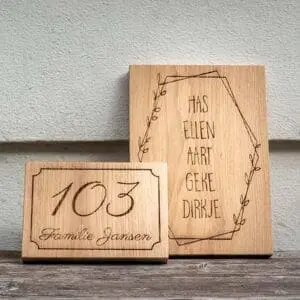 103
Familie Jansen
HAS
ELLEN
AART
GEKE
DIRKJE